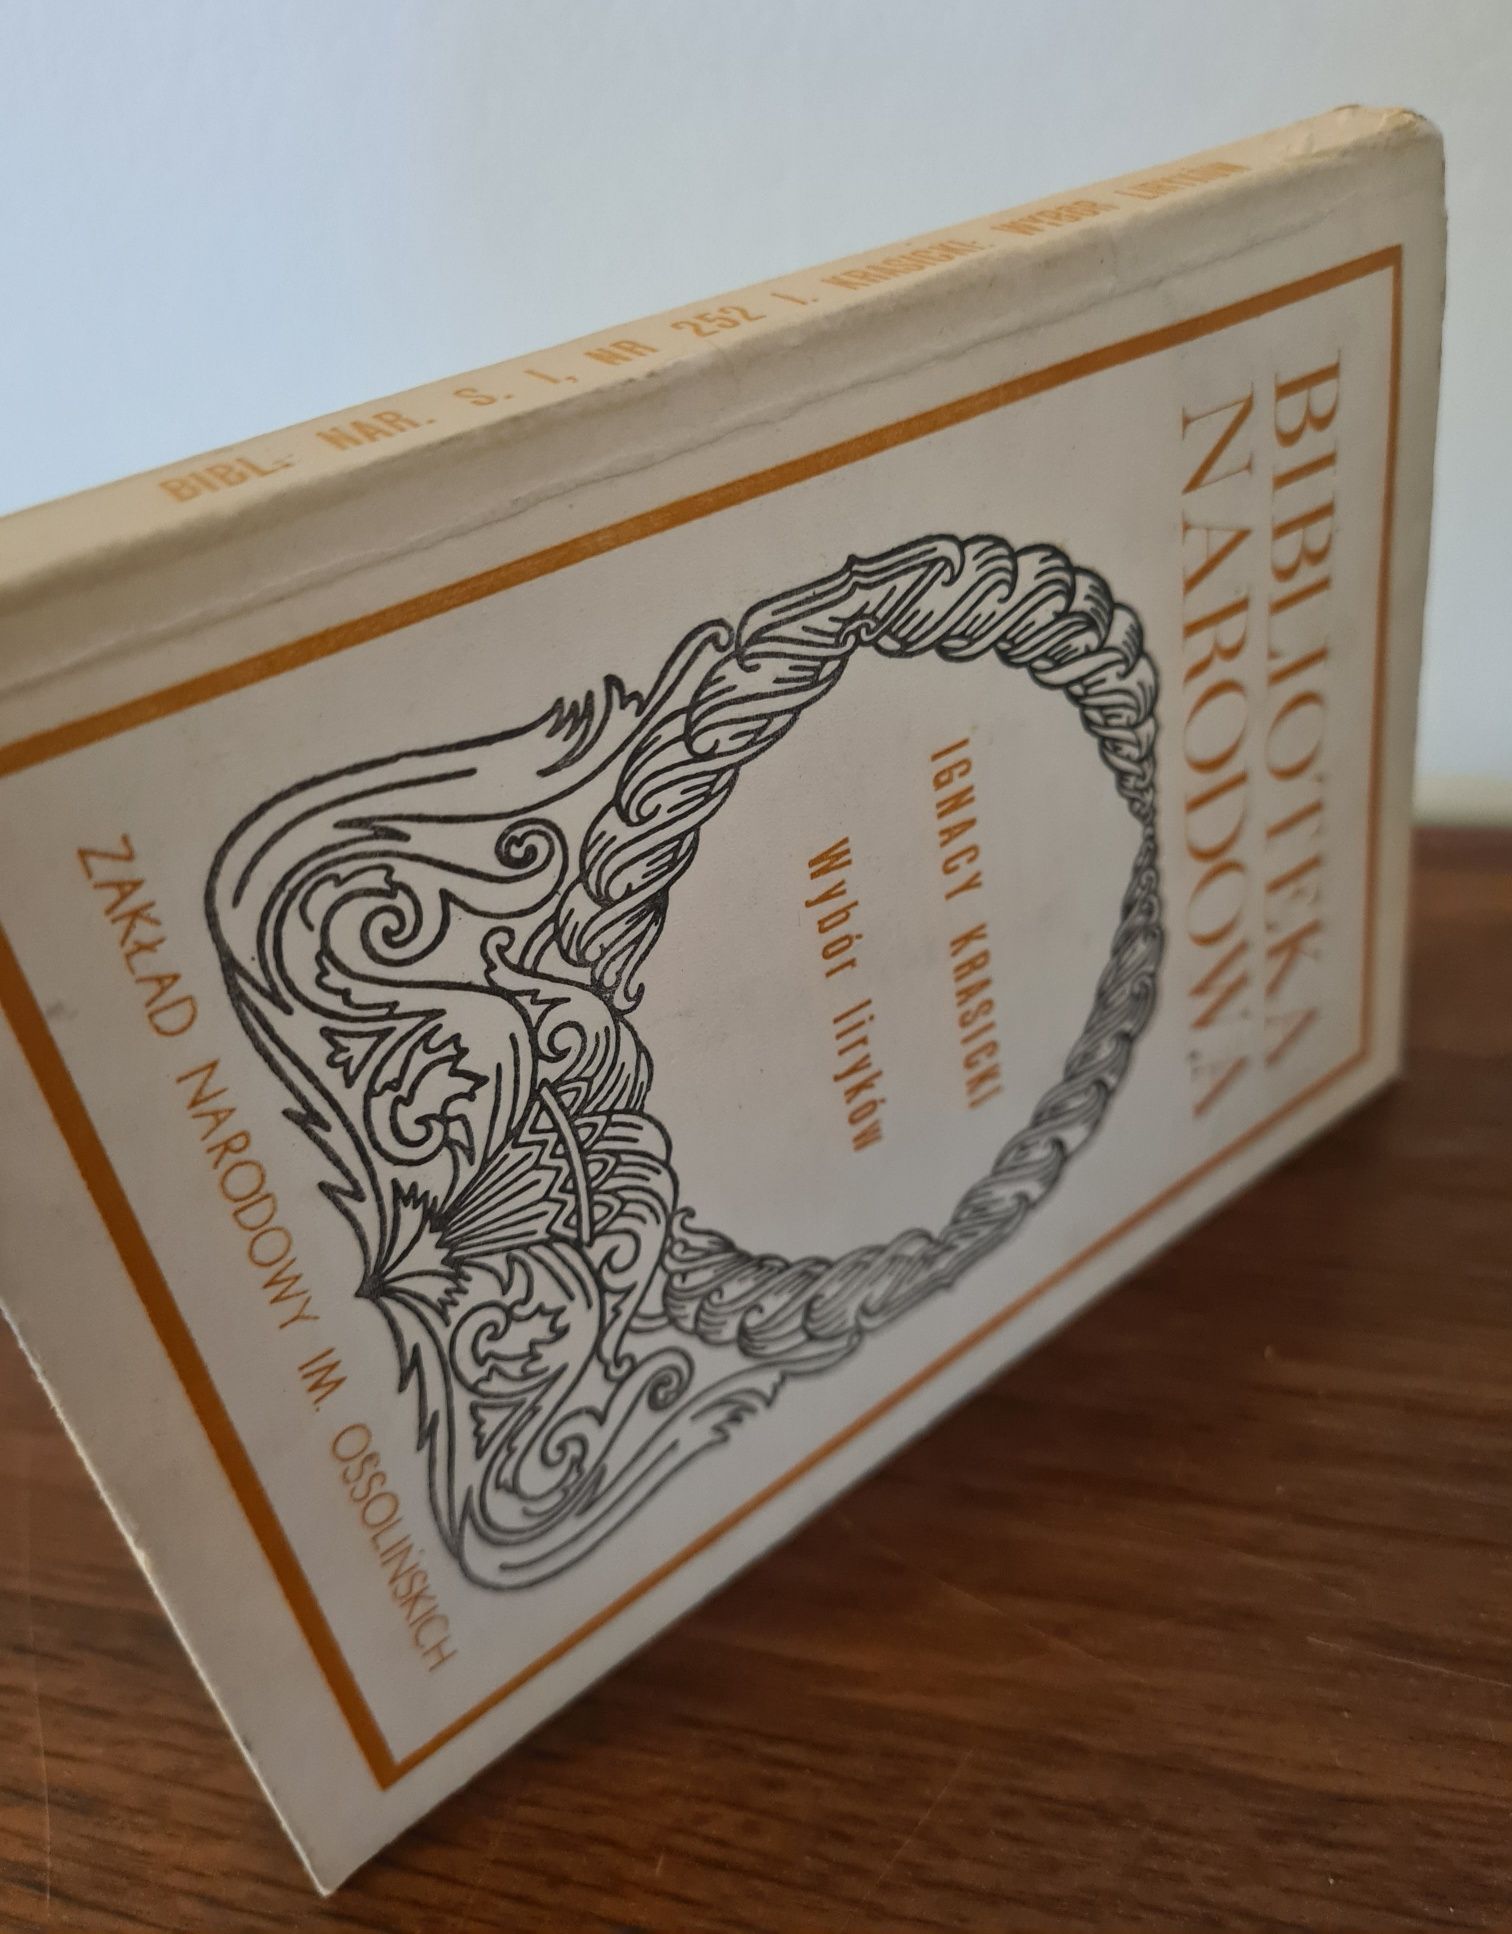 BIBL. NAR. S. I, NR 252 I. KRASICKI: WYBÓR LIRYKÓW
BIBLIOTEKA
NARODOWA
IGNACY KRASICKI
Wybór liryków
ZAKŁAD NARODOWY IM. OSSOLIŃSKICH